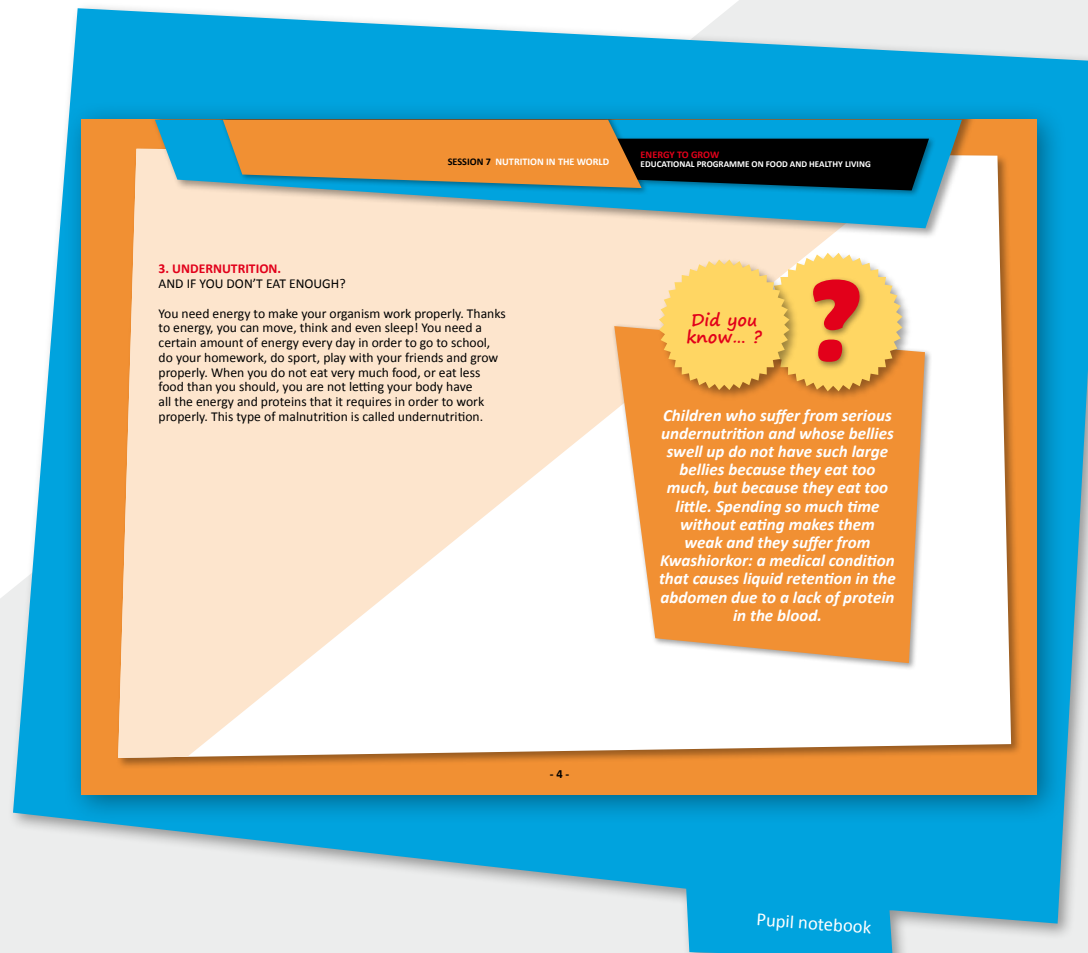 SESSION 7 NUTRITION IN THE WORLD
ENERGY TO GROW
EDUCATIONAL PROGRAMME ON FOOD AND HEALTHY LIVING
3. UNDERNUTRITION.
AND IF YOU DON'T EAT ENOUGH?
You need energy to make your organism work properly. Thanks
to energy, you can move, think and even sleep! You need a
certain amount of energy every day in order to go to school,
do your homework, do sport, play with your friends and grow
properly. When you do not eat very much food, or eat less
food than you should, you are not letting your body have
all the energy and proteins that it requires in order to work
properly. This type of malnutrition is called undernutrition.
Did you
know... ?
?
Children who suffer from serious
undernutrition and whose bellies
swell up do not have such large
bellies because they eat too
much, but because they eat too
little. Spending so much time
without eating makes them
weak and they suffer from
Kwashiorkor: a medical condition
that causes liquid retention in the
abdomen due to a lack of protein
in the blood.
- 4 -
Pupil notebook